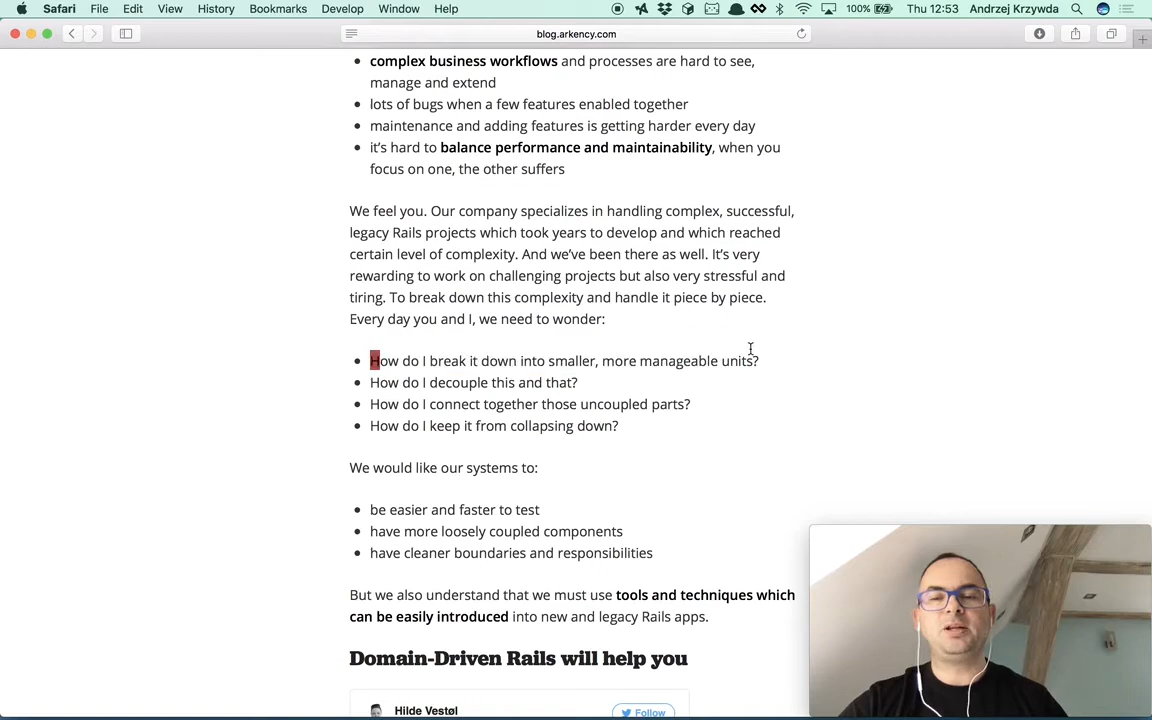 Safari File Edit View History Bookmarks Develop Window Help 100% Thu 12:53 Andrzej Krzywda
blog.arkency.com
complex business workflows and processes are hard to see,
manage and extend
lots of bugs when a few features enabled together
maintenance and adding features is getting harder every day
it's hard to balance performance and maintainability, when you
focus on one, the other suffers
We feel you. Our company specializes in handling complex, successful,
legacy Rails projects which took years to develop and which reached
certain level of complexity. And we've been there as well. It's very
rewarding to work on challenging projects but also very stressful and
tiring. To break down this complexity and handle it piece by piece.
Every day you and I, we need to wonder:
How do I break it down into smaller, more manageable units?
How do I decouple this and that?
How do I connect together those uncoupled parts?
How do I keep it from collapsing down?
We would like our systems to:
be easier and faster to test
have more loosely coupled components
have cleaner boundaries and responsibilities
But we also understand that we must use tools and techniques which
can be easily introduced into new and legacy Rails apps.
Domain-Driven Rails will help you
Hilde Vestøl
Follow